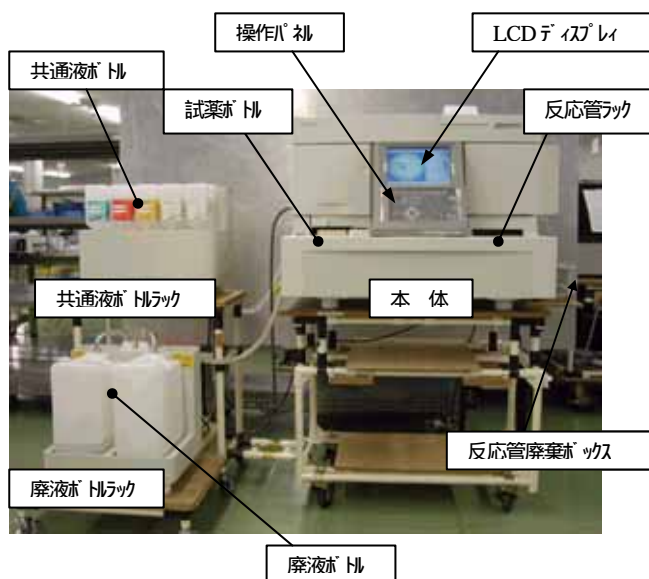 操作パネル
LCDディスプレイ
共通液ボトル
試薬ボトル
反応管ラック
共通液ボトルラック
本　体
反応管廃棄ボックス
廃液ボトルラック
廃液ボトル